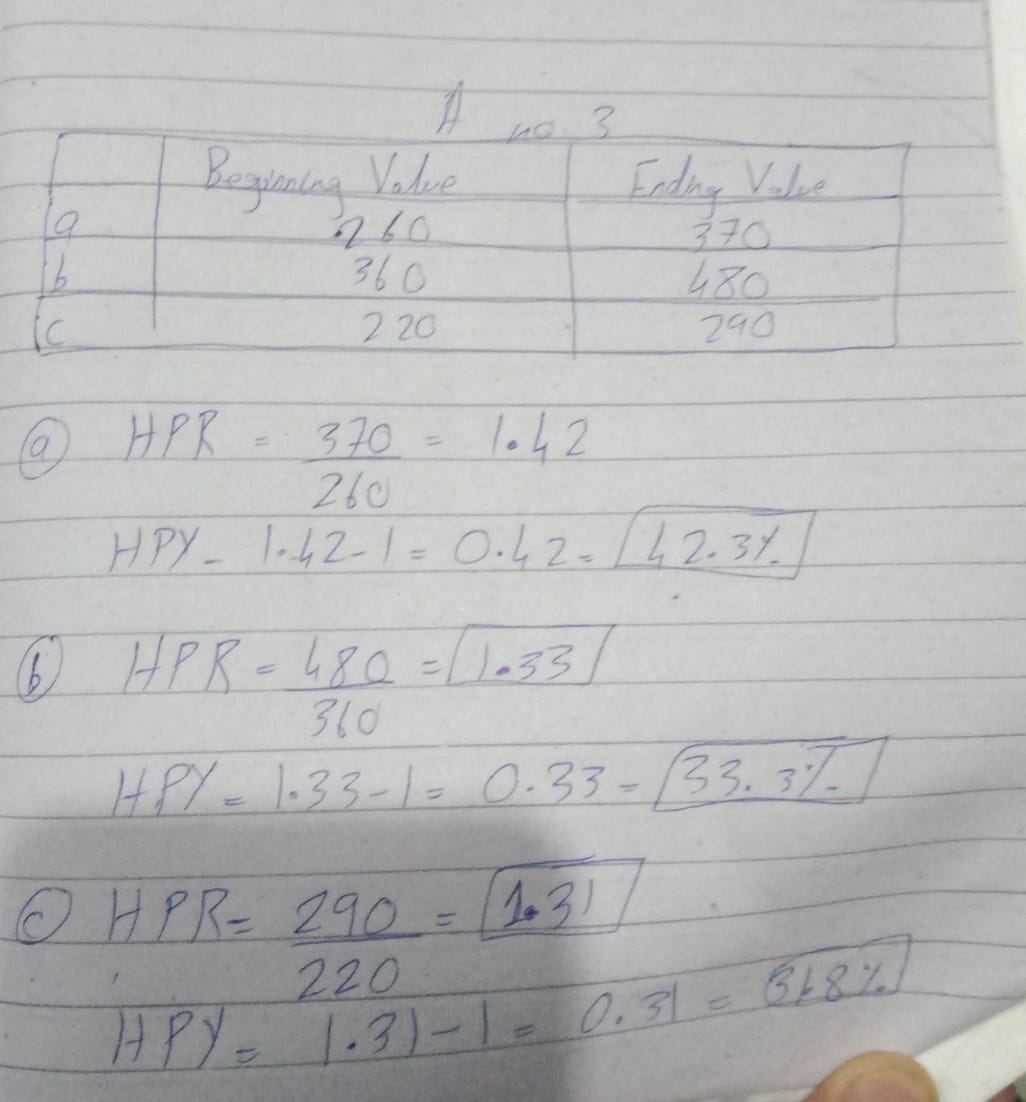 A no. 3
Beginning Value Ending Value
a 260 370
b 360 480
c 220 290
(a) HPR = 370/260 = 1.42
HPY - 1.42-1 = 0.42 = 42.3%
(b) HPR = 480/360 = 1.33
HPY = 1.33-1 = 0.33 = 33.3%
(c) HPR = 290/220 = 1.31
HPY = 1.31-1 = 0.31 = 31.8%